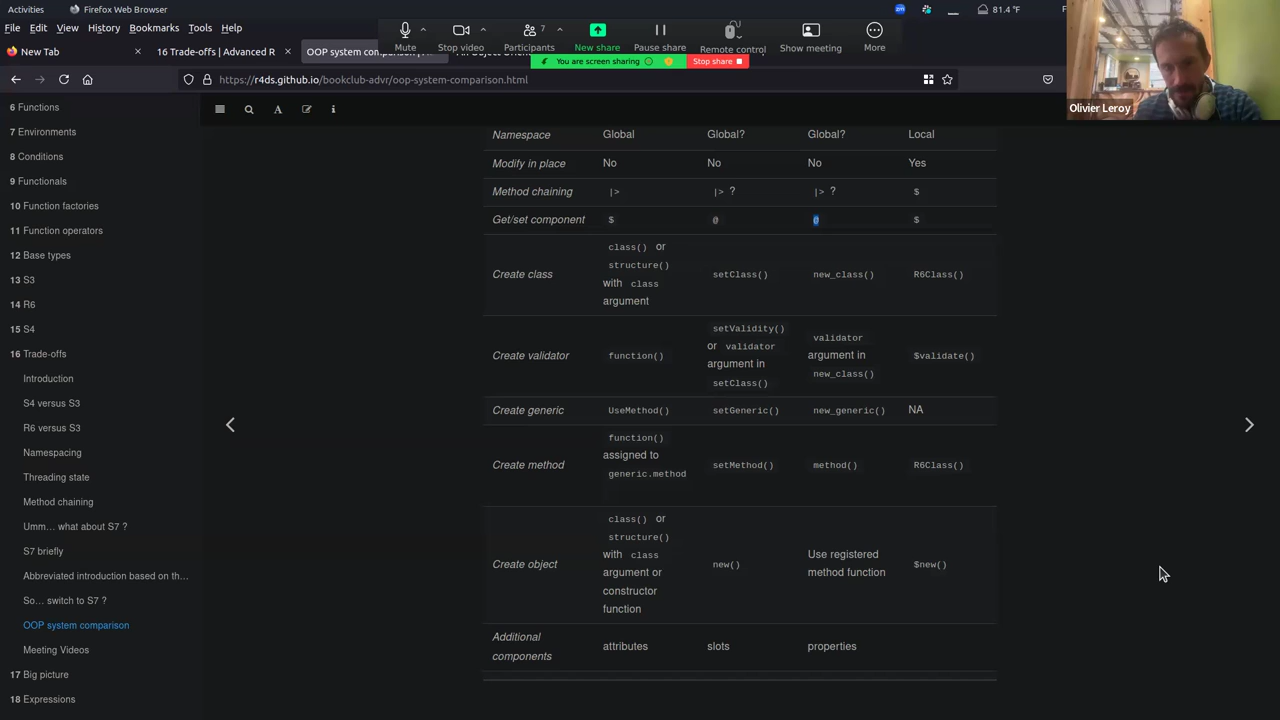 Activities
Firefox Web Browser
zm
81.4 °F
File Edit View History Bookmarks Tools Help
Mute
Stop video
7
Participants
New share
Pause share
Remote control
Show meeting
More
You are screen sharing
Stop share
New Tab
16 Trade-offs | Advanced R
OOP system com
https://r4ds.github.io/bookclub-advr/oop-system-comparison.html
Olivier Leroy
6 Functions
7 Environments
8 Conditions
9 Functionals
10 Function factories
11 Function operators
12 Base types
13 S3
14 R6
15 S4
16 Trade-offs
Introduction
S4 versus S3
R6 versus S3
Namespacing
Threading state
Method chaining
Umm… what about S7 ?
S7 briefly
Abbreviated introduction based on th…
So… switch to S7 ?
OOP system comparison
Meeting Videos
17 Big picture
18 Expressions
A
Namespace Global Global? Global? Local
Modify in place No No No Yes
Method chaining |> |> ? |> ? $
Get/set component $ @ @ $
Create class
class() or
structure()
with class
argument
setClass()
new_class()
R6Class()
Create validator
function()
setValidity()
or validator
argument in
setClass()
validator
argument in
new_class()
$validate()
Create generic UseMethod() setGeneric() new_generic() NA
Create method
function()
assigned to
generic.method
setMethod()
method()
R6Class()
Create object
class() or
structure()
with class
argument or
constructor
function
new()
Use registered
method function
$new()
Additional
components
attributes
slots
properties